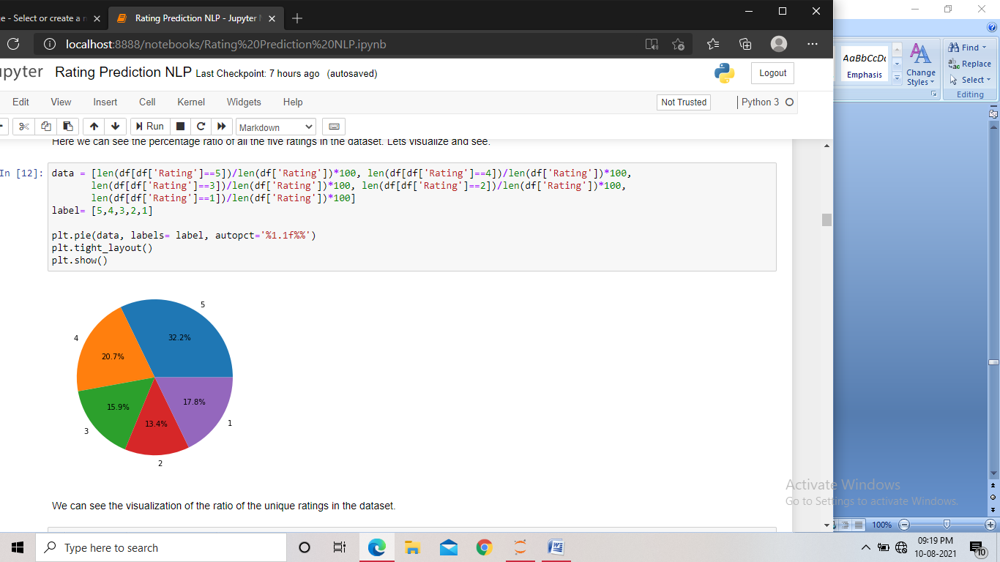 e - Select or create a n
Rating Prediction NLP - Jupyter N
localhost:8888/notebooks/Rating%20Prediction%20NLP.ipynb
upyter Rating Prediction NLP Last Checkpoint: 7 hours ago (autosaved)
Logout
Edit View Insert Cell Kernel Widgets Help
Not Trusted
Python 3
Run
Markdown
Here we can see the percentage ratio of all the five ratings in the dataset. Lets visualize and see.
In [12]:
data = [len(df[df['Rating']==5])/len(df['Rating'])*100, len(df[df['Rating']==4])/len(df['Rating'])*100,
len(df[df['Rating']==3])/len(df['Rating'])*100, len(df[df['Rating']==2])/len(df['Rating'])*100,
len(df[df['Rating']==1])/len(df['Rating'])*100]
label= [5,4,3,2,1]
plt.pie(data, labels= label, autopct='%1.1f%%')
plt.tight_layout()
plt.show()
5
32.2%
4
20.7%
3
15.9%
2
13.4%
1
17.8%
We can see the visualization of the ratio of the unique ratings in the dataset.
AaBbCcDc
Emphasis
Change
Styles
Find
Replace
Select
Editing
Activate Windows
Go to Settings to activate Windows.
100%
Type here to search
09:19 PM
10-08-2021
10